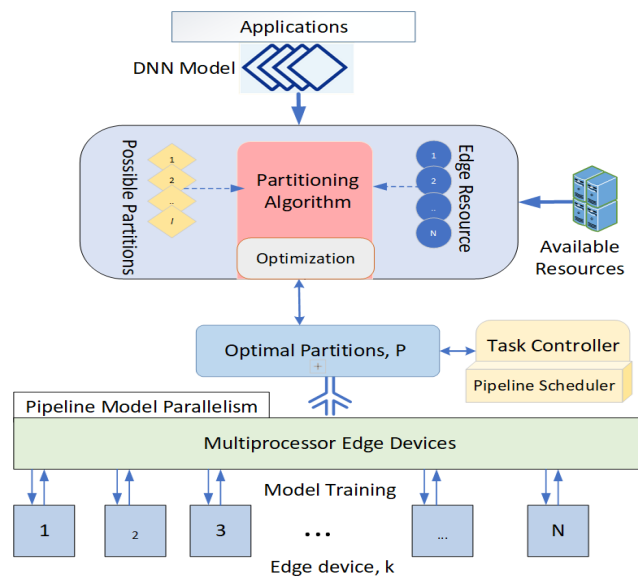 Applications
DNN Model
Possible Partitions
1
2
..
l
Partitioning
Algorithm
Optimization
1
2
...
N
Edge Resource
Available
Resources
Optimal Partitions, P
Task Controller
Pipeline Scheduler
Pipeline Model Parallelism
Multiprocessor Edge Devices
Model Training
1
2
3
...
...
N
Edge device, k